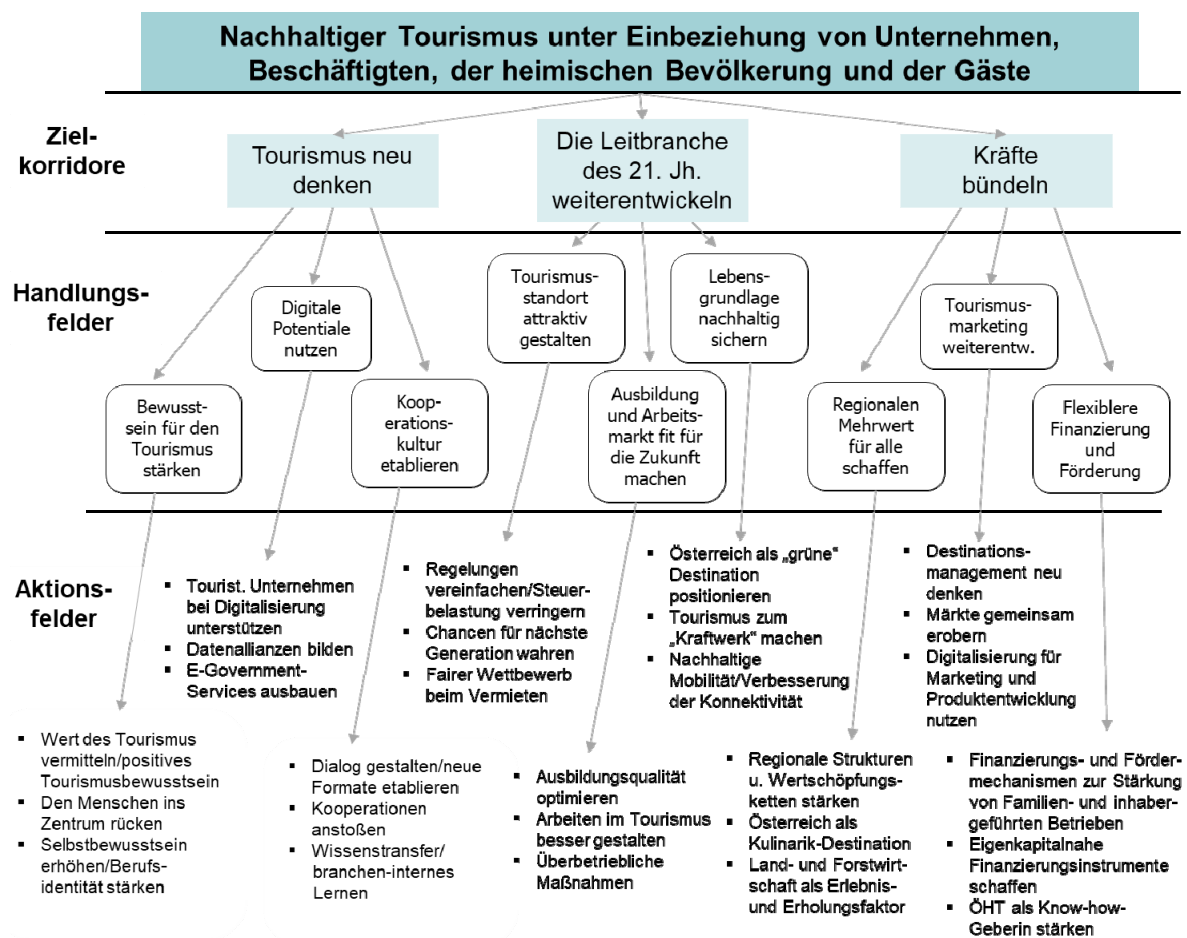 Nachhaltiger Tourismus unter Einbeziehung von Unternehmen,
Beschäftigten, der heimischen Bevölkerung und der Gäste
Ziel-
korridore
Tourismus neu
denken
Die Leitbranche
des 21. Jh.
weiterentwickeln
Kräfte
bündeln
Handlungs-
felder
Bewusst-
sein für den
Tourismus
stärken
Digitale
Potentiale
nutzen
Koop-
erations-
kultur
etablieren
Tourismus-
standort
attraktiv
gestalten
Ausbildung
und Arbeits-
markt fit für
die Zukunft
machen
Lebens-
grundlage
nachhaltig
sichern
Regionalen
Mehrwert
für alle
schaffen
Tourismus-
marketing
weiterentw.
Flexiblere
Finanzierung
und
Förderung
Aktions-
felder
▪ Wert des Tourismus
vermitteln/positives
Tourismusbewusstsein
▪ Den Menschen ins
Zentrum rücken
▪ Selbstbewusstsein
erhöhen/Berufs-
identität stärken
▪ Tourist. Unternehmen
bei Digitalisierung
unterstützen
▪ Datenallianzen bilden
▪ E-Government-
Services ausbauen
▪ Dialog gestalten/neue
Formate etablieren
▪ Kooperationen
anstoßen
▪ Wissenstransfer/
branchen-internes
Lernen
▪ Regelungen
vereinfachen/Steuer-
belastung verringern
▪ Chancen für nächste
Generation wahren
▪ Fairer Wettbewerb
beim Vermieten
▪ Ausbildungsqualität
optimieren
▪ Arbeiten im Tourismus
besser gestalten
▪ Überbetriebliche
Maßnahmen
▪ Österreich als „grüne“
Destination
positionieren
▪ Tourismus zum
„Kraftwerk“ machen
▪ Nachhaltige
Mobilität/Verbesserung
der Konnektivität
▪ Regionale Strukturen
u. Wertschöpfungs-
ketten stärken
▪ Österreich als
Kulinarik-Destination
▪ Land- und Forstwirt-
schaft als Erlebnis-
und Erholungsfaktor
▪ Destinations-
management neu
denken
▪ Märkte gemeinsam
erobern
▪ Digitalisierung für
Marketing und
Produktentwicklung
nutzen
▪ Finanzierungs- und Förder-
mechanismen zur Stärkung
von Familien- und inhaber-
geführten Betrieben
▪ Eigenkapitalnahe
Finanzierungsinstrumente
schaffen
▪ ÖHT als Know-how-
Geberin stärken